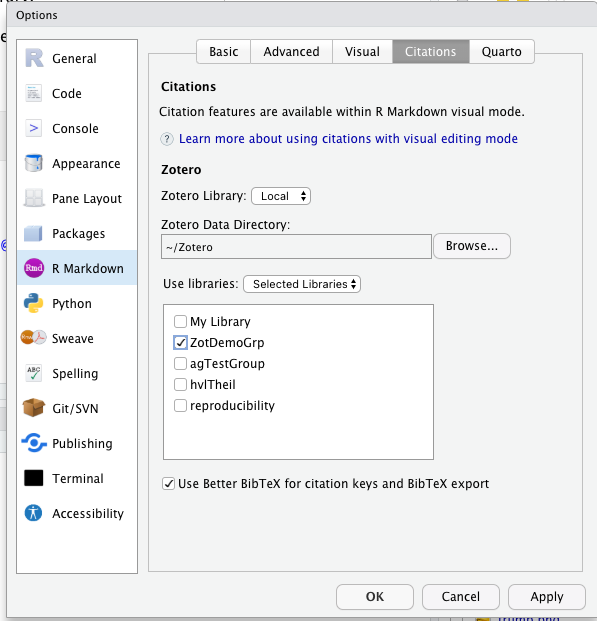 Options
General
Code
Console
Appearance
Pane Layout
Packages
Rmd R Markdown
Python
Sweave
ABC Spelling
Git/SVN
Publishing
Terminal
Accessibility
Basic Advanced Visual Citations Quarto
Citations
Citation features are available within R Markdown visual mode.
? Learn more about using citations with visual editing mode
Zotero
Zotero Library: Local
Zotero Data Directory:
~/Zotero Browse...
Use libraries: Selected Libraries
My Library
ZotDemoGrp
agTestGroup
hvlTheil
reproducibility
Use Better BibTeX for citation keys and BibTeX export
OK Cancel Apply